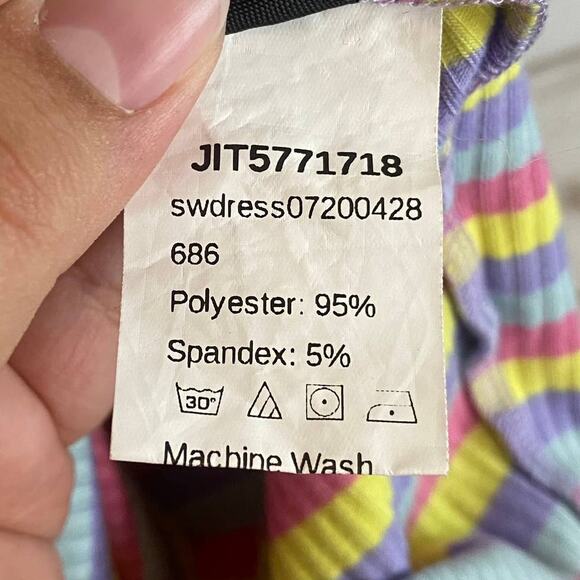 JIT5771718
swdress07200428
686
Polyester: 95%
Spandex: 5%
30°
Machine Wash